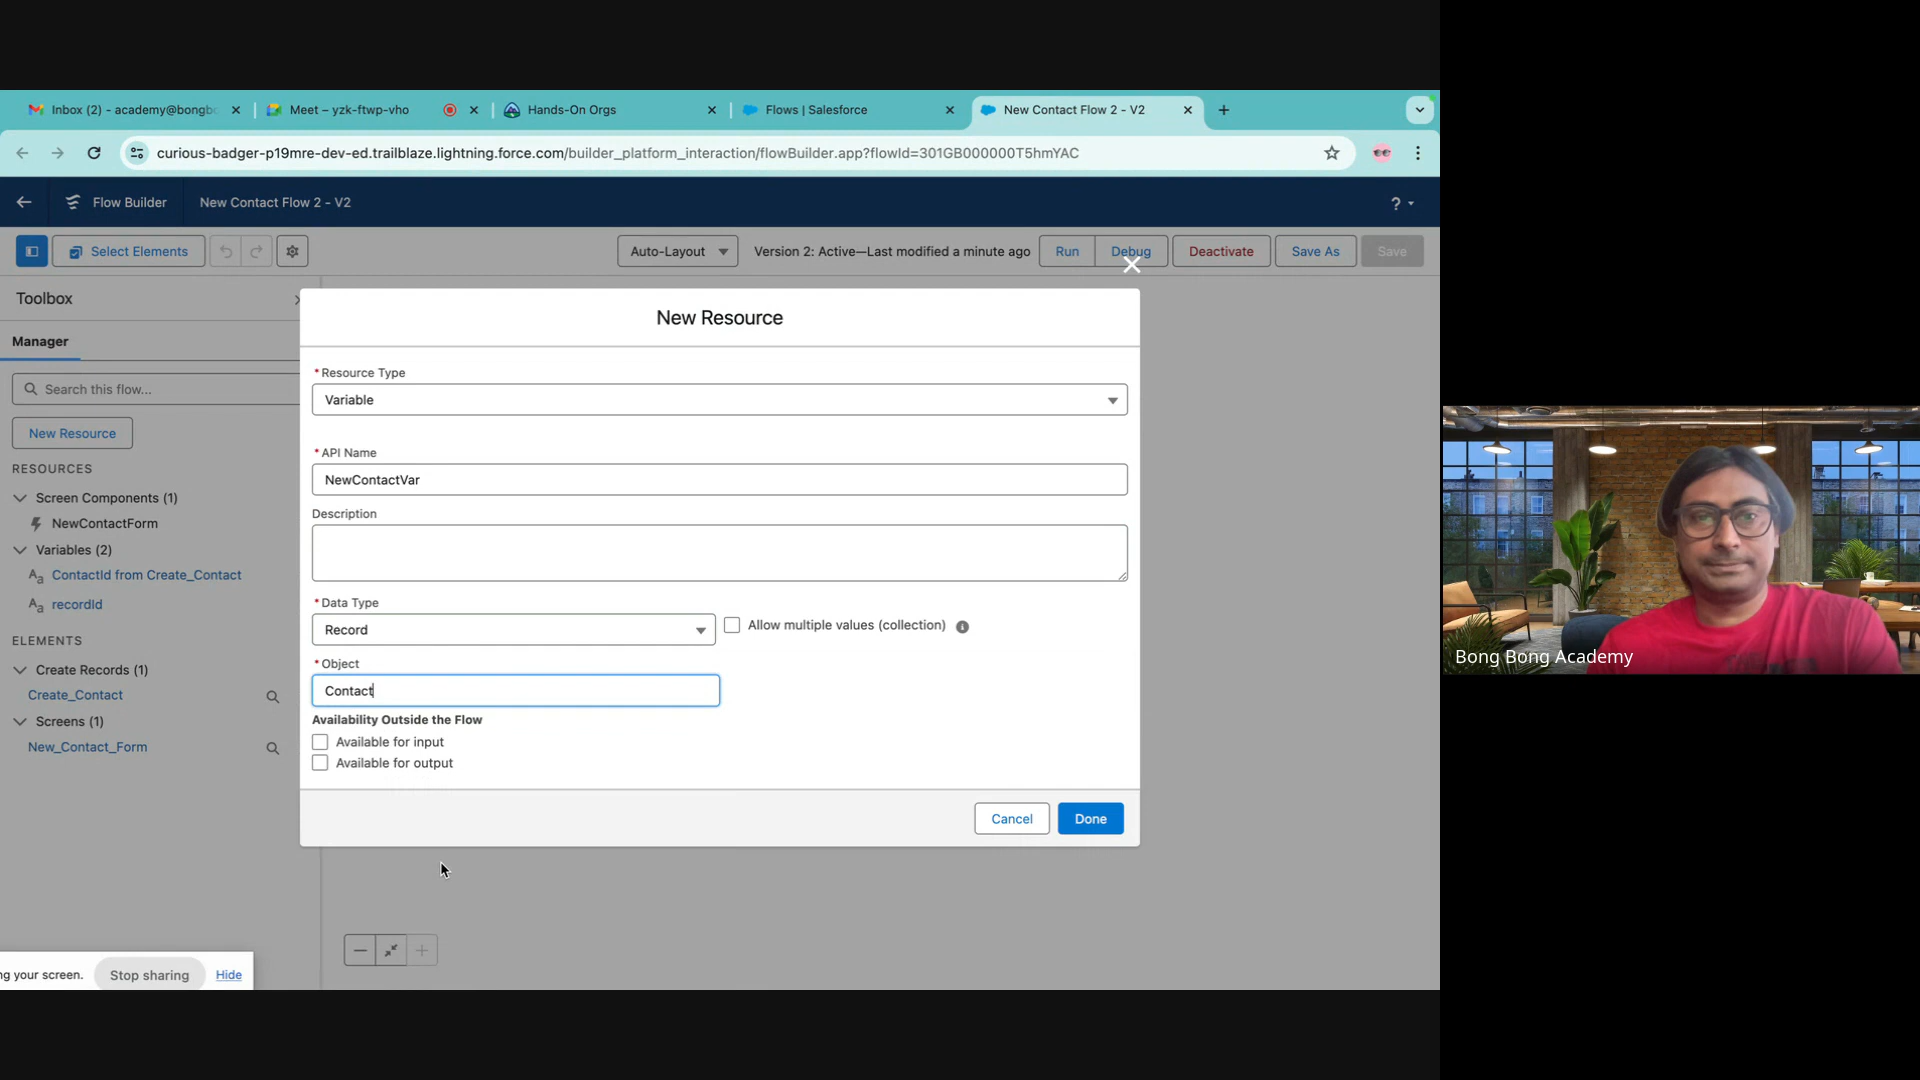 Inbox (2) - academy@bongbo
Meet – yzk-ftwp-vho
Hands-On Orgs
Flows | Salesforce
New Contact Flow 2 - V2
curious-badger-p19mre-dev-ed.trailblaze.lightning.force.com/builder_platform_interaction/flowBuilder.app?flowId=301GB000000T5hmYAC
Flow Builder
New Contact Flow 2 - V2
?
Select Elements
Auto-Layout
Version 2: Active—Last modified a minute ago
Run
Debug
Deactivate
Save As
Save
Toolbox
Manager
Search this flow...
New Resource
RESOURCES
Screen Components (1)
NewContactForm
Variables (2)
ContactId from Create_Contact
recordId
ELEMENTS
Create Records (1)
Create_Contact
Screens (1)
New_Contact_Form
New Resource
* Resource Type
Variable
* API Name
NewContactVar
Description
* Data Type
Record
Allow multiple values (collection)
* Object
Contact
Availability Outside the Flow
Available for input
Available for output
Cancel
Done
ng your screen.
Stop sharing
Hide
Bong Bong Academy